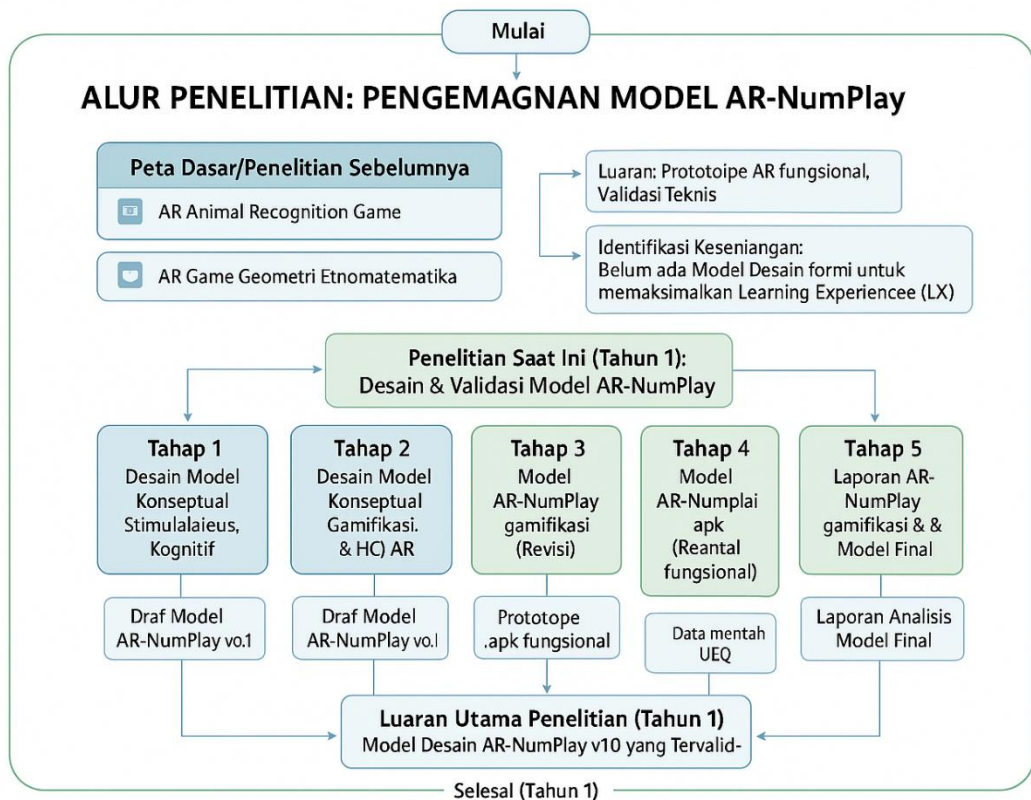 Mulai
ALUR PENELITIAN: PENGEMAGNAN MODEL AR-NumPlay
Peta Dasar/Penelitian Sebelumnya
AR Animal Recognition Game
AR Game Geometri Etnomatematika
Luaran: Prototoipe AR fungsional,
Validasi Teknis
Identifikasi Keseniangan:
Belum ada Model Desain formi untuk
memaksimalkan Learning Experiencee (LX)
Penelitian Saat Ini (Tahun 1):
Desain & Validasi Model AR-NumPlay
Tahap 1
Desain Model
Konseptual
Stimulalaieus,
Kognitif
Tahap 2
Desain Model
Konseptual
Gamifikasi.
& HC) AR
Tahap 3
Model
AR-NumPlay
gamifikasi
(Revisi)
Tahap 4
Model
AR-Numplai
apk
(Reantal
fungsional)
Tahap 5
Laporan AR-
NumPlay
gamifikasi & &
Model Final
Draf Model
AR-NumPlay vo.1
Draf Model
AR-NumPlay vo.l
Prototope
.apk fungsional
Data mentah
UEQ
Laporan Analisis
Model Final
Luaran Utama Penelitian (Tahun 1)
Model Desain AR-NumPlay v10 yang Tervalid-
Selesal (Tahun 1)